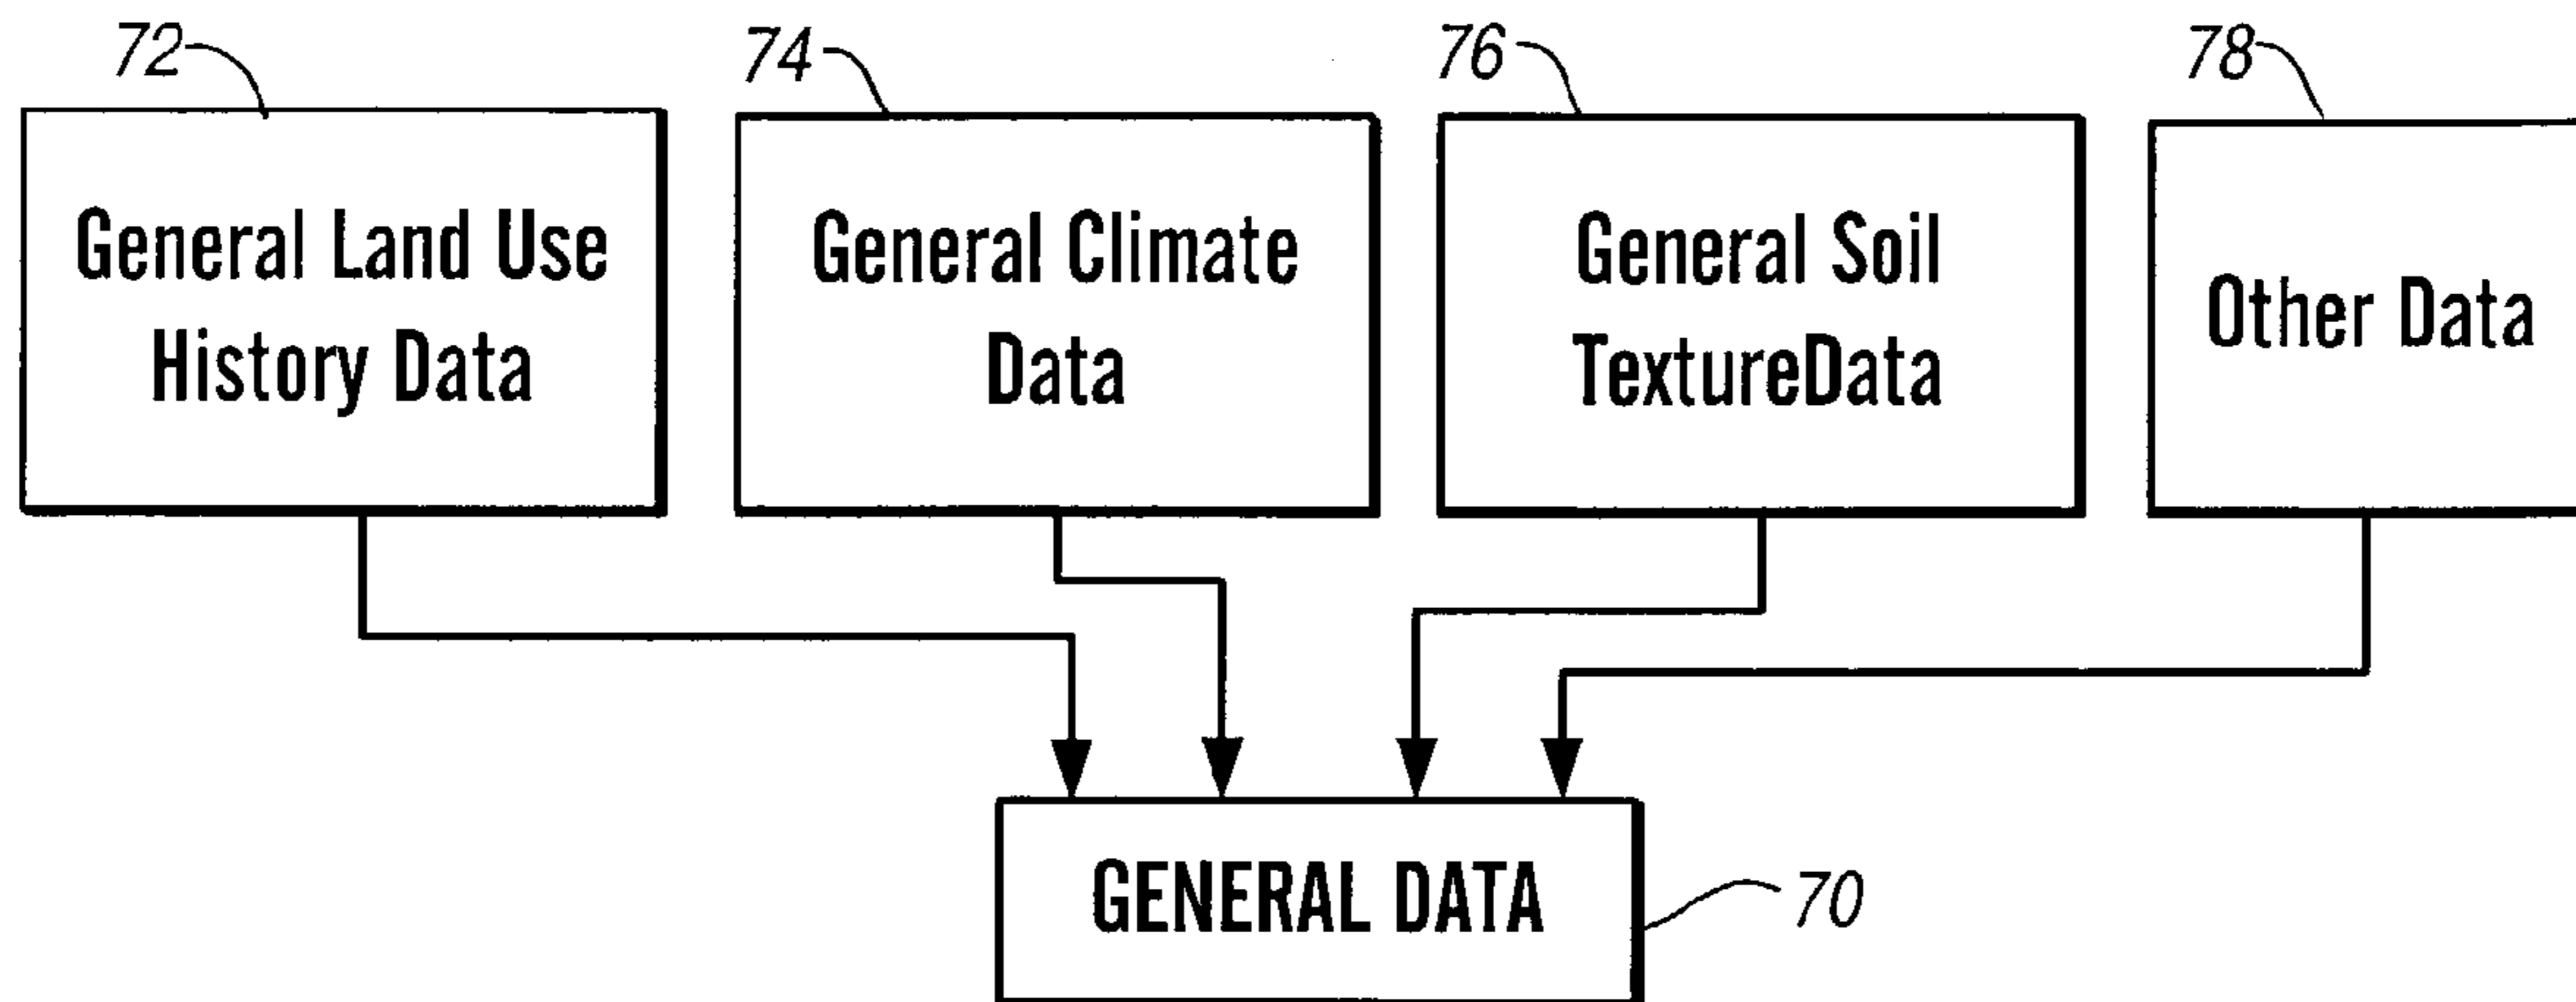 72
74
76
78
General Land Use
History Data
General Climate
Data
General Soil
TextureData
Other Data
GENERAL DATA
70